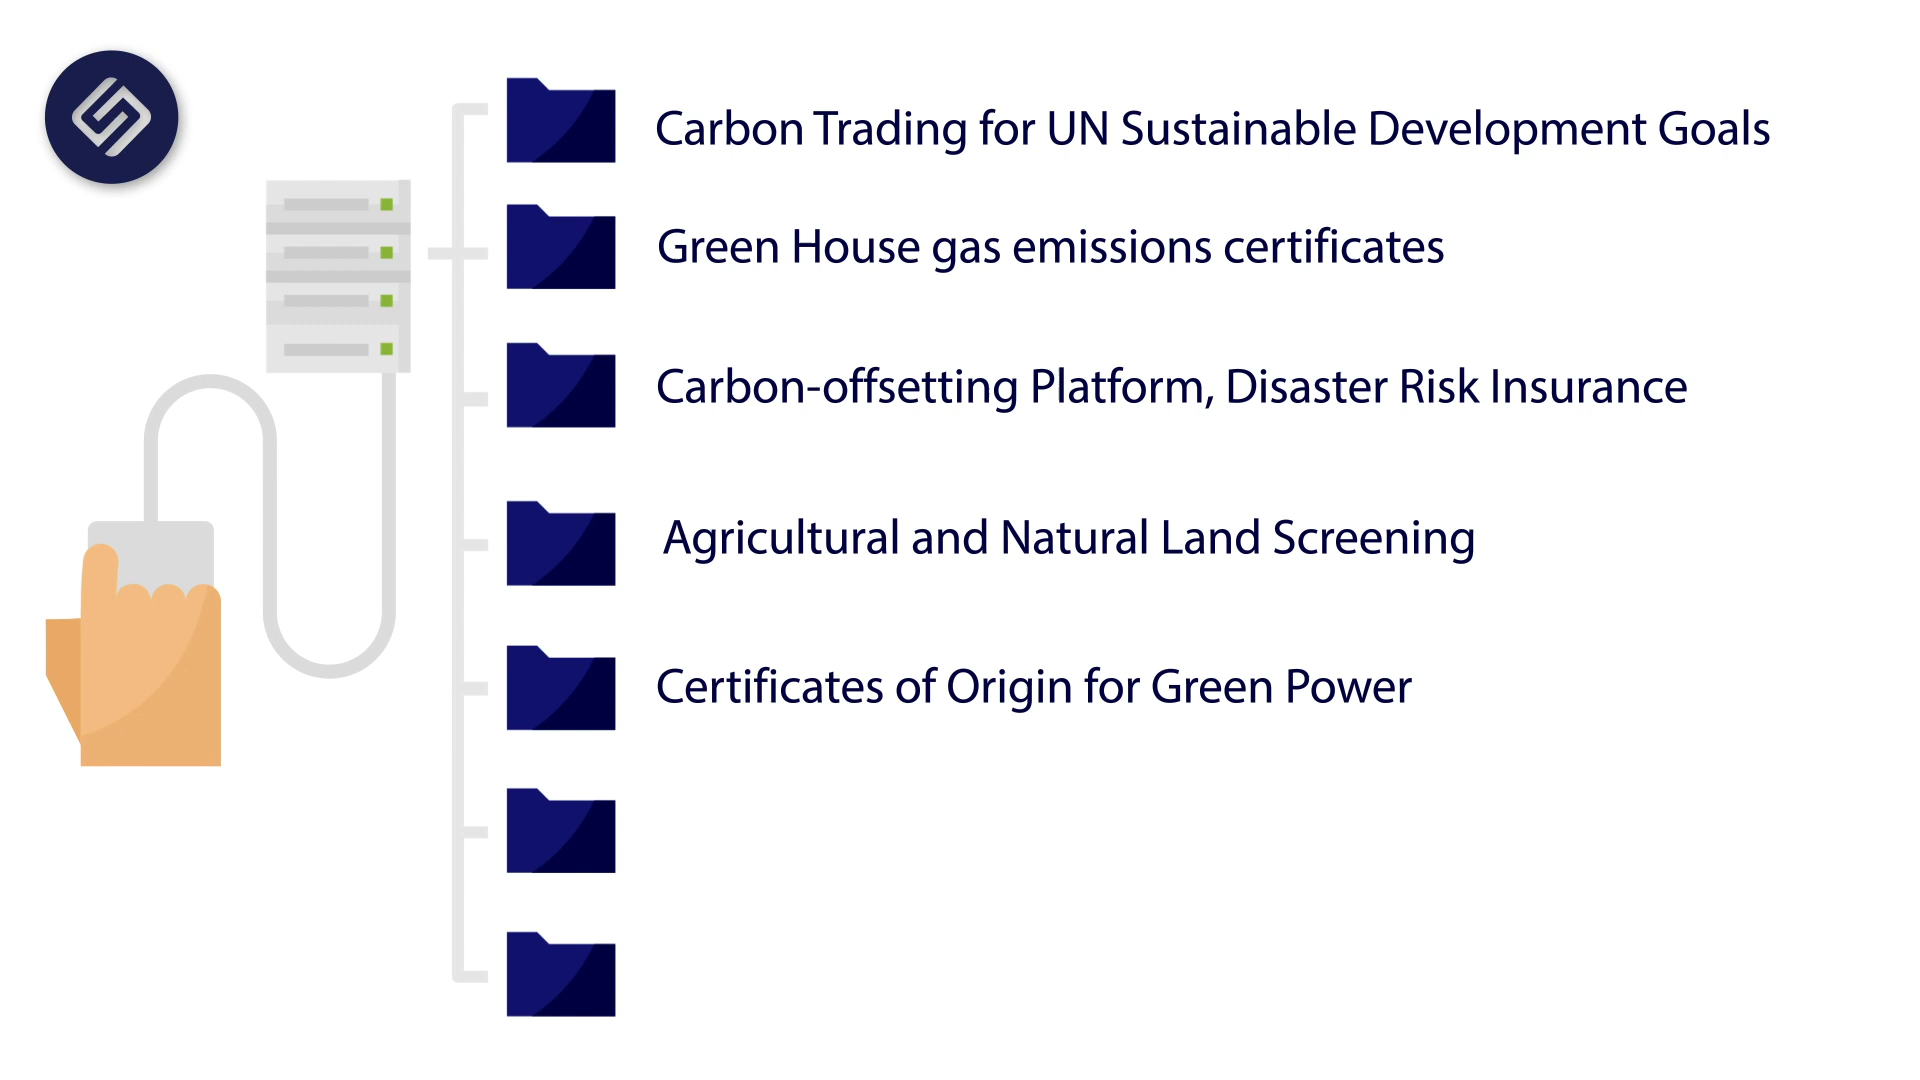 Carbon Trading for UN Sustainable Development Goals
Green House gas emissions certificates
Carbon-offsetting Platform, Disaster Risk Insurance
Agricultural and Natural Land Screening
Certificates of Origin for Green Power